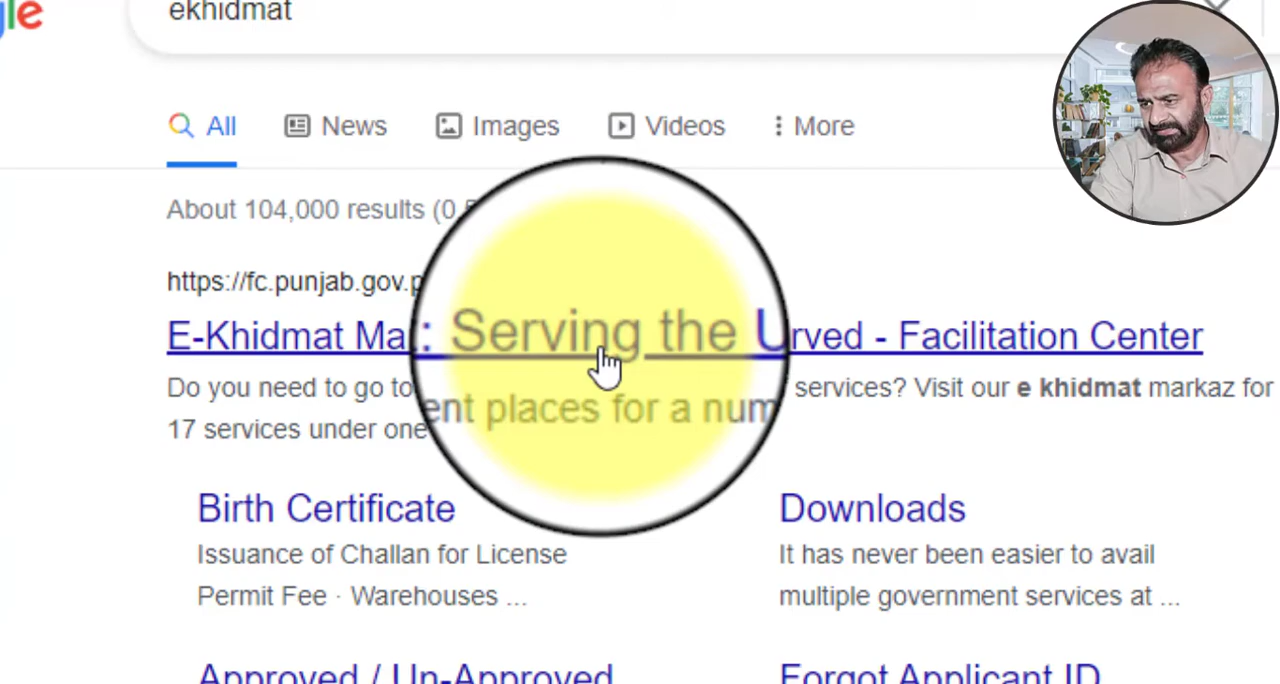 ekhidmat
All News Images Videos More
About 104,000 results (0
https://fc.punjab.gov.p
E-Khidmat Ma : Serving the U rved - Facilitation Center
Do you need to go to ent places for a num services? Visit our e khidmat markaz for
17 services under one
Birth Certificate
Issuance of Challan for License
Permit Fee · Warehouses ...
Downloads
It has never been easier to avail
multiple government services at ...
Approved / Un-Approved
Forgot Applicant ID